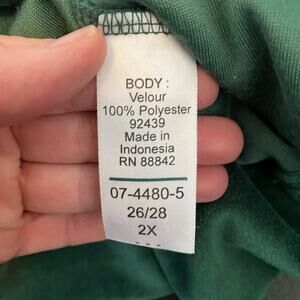 BODY :
Velour
100% Polyester
92439
Made in
Indonesia
RN 88842
07-4480-5
26/28
2X